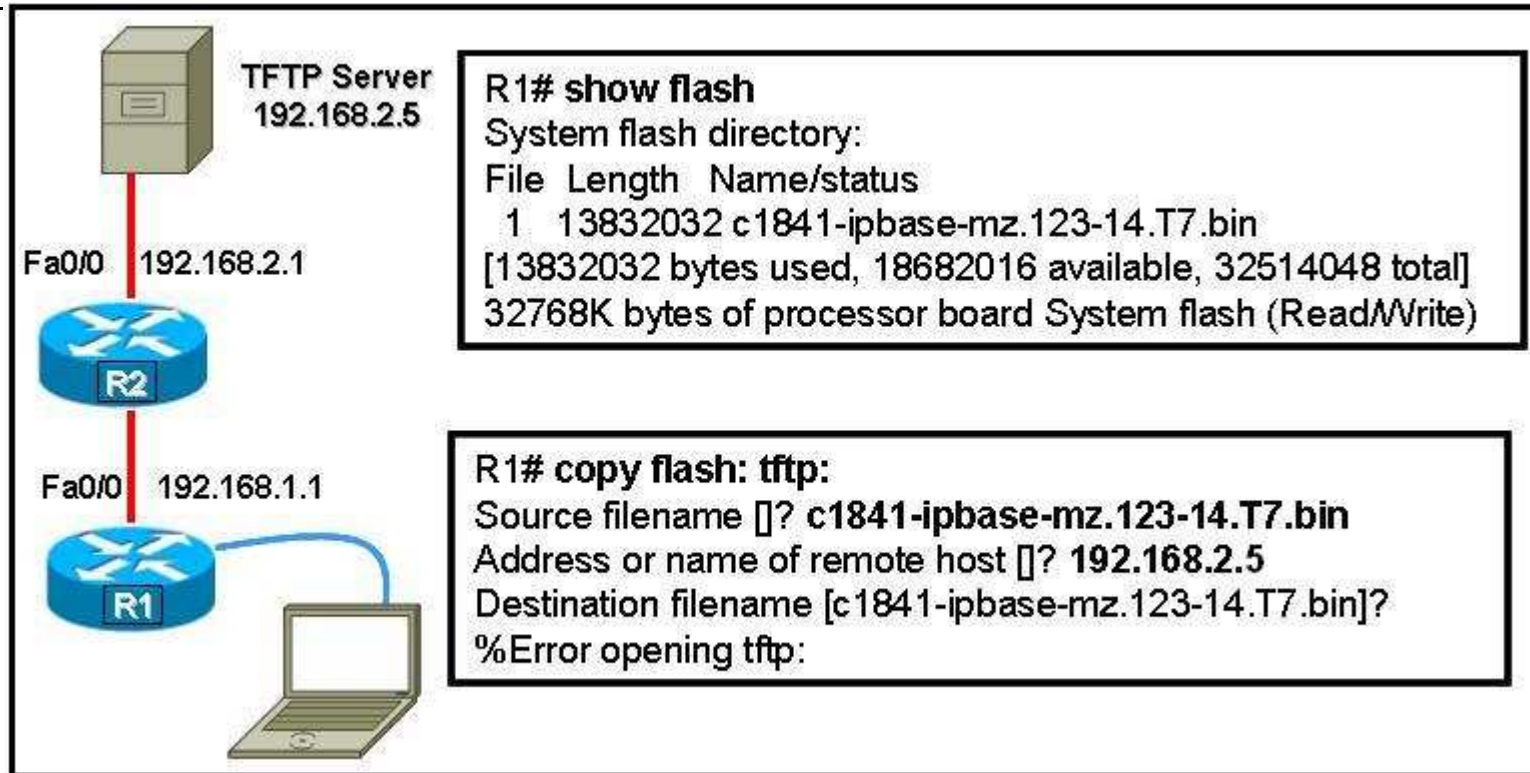 TFTP Server
192.168.2.5
Fa0/0 192.168.2.1
R2
Fa0/0 192.168.1.1
R1
R1# show flash
System flash directory:
File Length Name/status
1 13832032 c1841-ipbase-mz.123-14.T7.bin
[13832032 bytes used, 18682016 available, 32514048 total]
32768K bytes of processor board System flash (Read/Write)
R1# copy flash: tftp:
Source filename []? c1841-ipbase-mz.123-14.T7.bin
Address or name of remote host []? 192.168.2.5
Destination filename [c1841-ipbase-mz.123-14.T7.bin]?
%Error opening tftp: